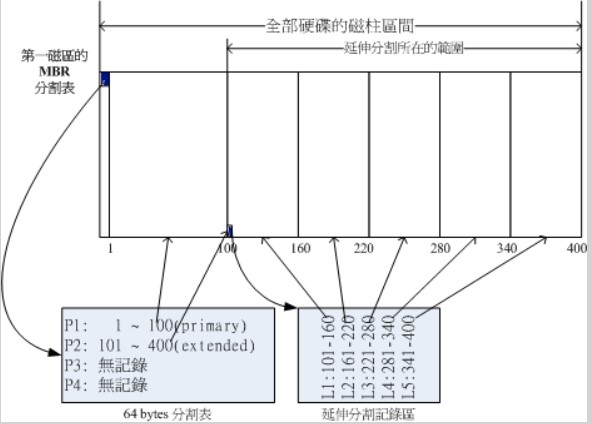 全部硬碟的磁柱區間
延伸分割所在的範圍
第一磁區的
MBR
分割表
1 100 160 220 280 340 400
P1: 1 ~ 100(primary)
P2: 101 ~ 400(extended)
P3: 無記錄
P4: 無記錄
L1:101-160
L2:161-220
L3:221-280
L4:281-340
L5:341-400
64 bytes 分割表
延伸分割記錄區